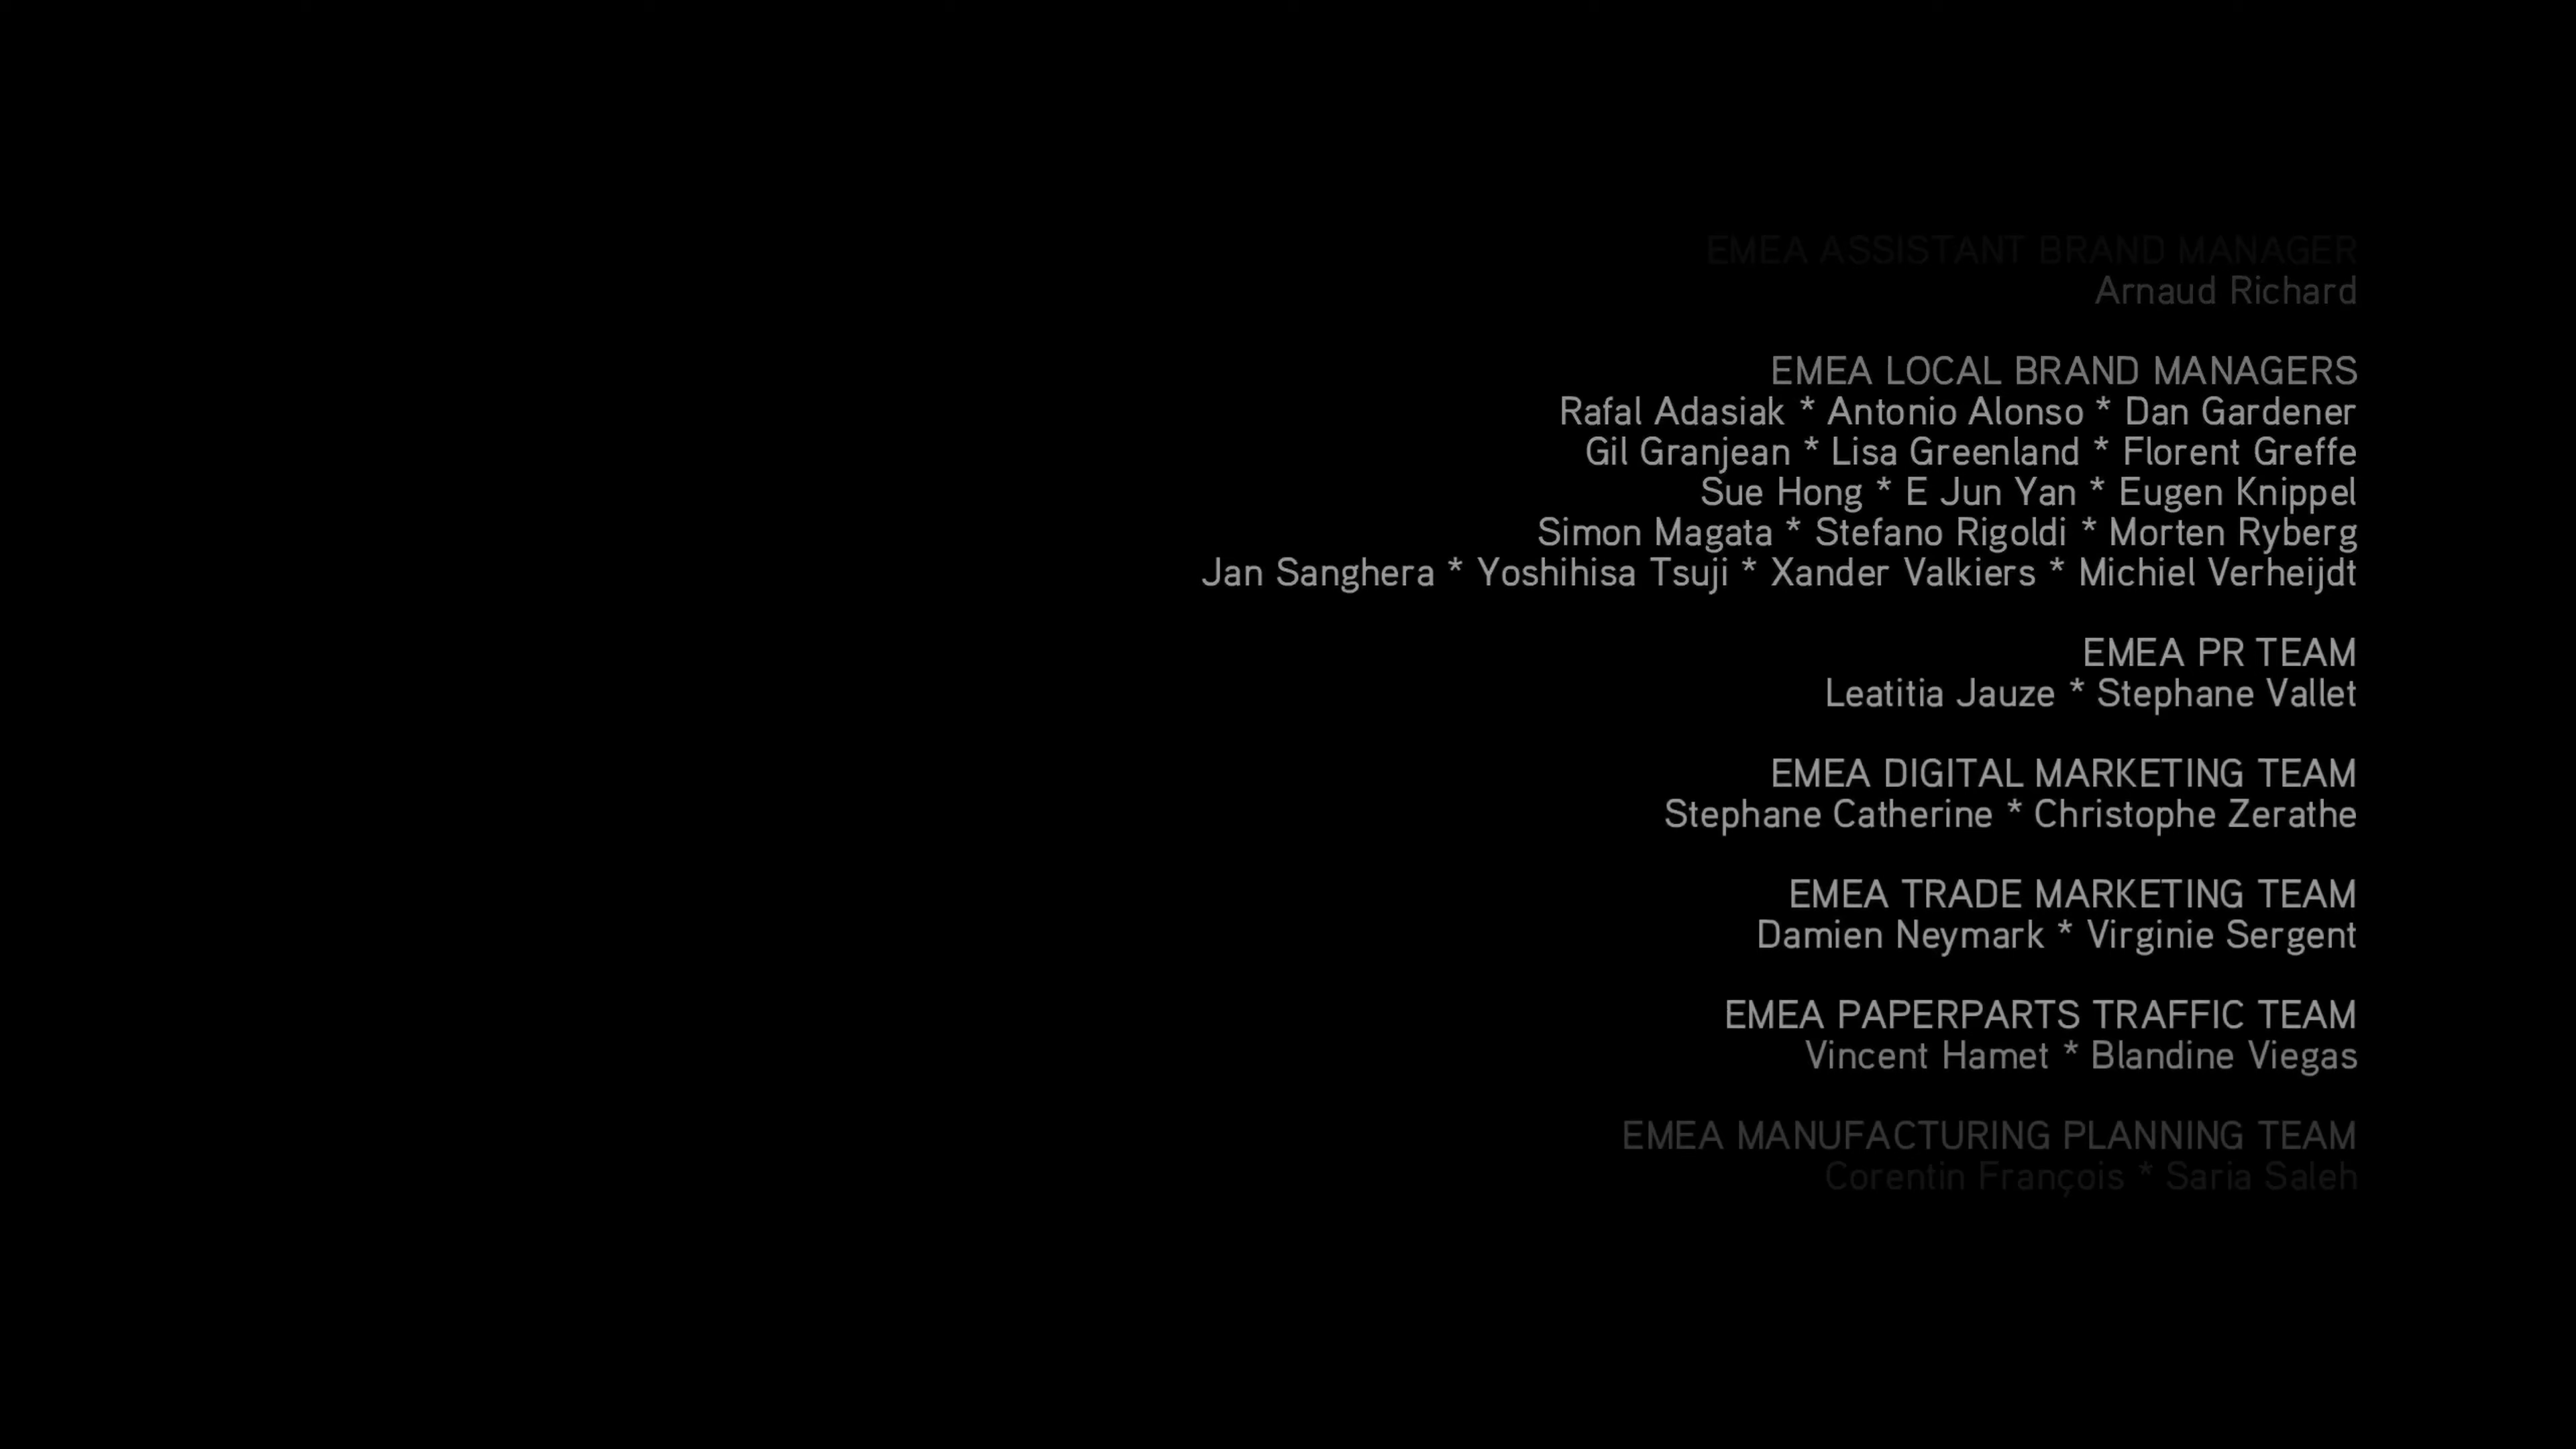 EMEA ASSISTANT BRAND MANAGER
Arnaud Richard
EMEA LOCAL BRAND MANAGERS
Rafal Adasiak * Antonio Alonso * Dan Gardener
Gil Granjean * Lisa Greenland * Florent Greffe
Sue Hong * E Jun Yan * Eugen Knippel
Simon Magata * Stefano Rigoldi * Morten Ryberg
Jan Sanghera * Yoshihisa Tsuji * Xander Valkiers * Michiel Verheijdt
EMEA PR TEAM
Leatitia Jauze * Stephane Vallet
EMEA DIGITAL MARKETING TEAM
Stephane Catherine * Christophe Zerathe
EMEA TRADE MARKETING TEAM
Damien Neymark * Virginie Sergent
EMEA PAPERPARTS TRAFFIC TEAM
Vincent Hamet * Blandine Viegas
EMEA MANUFACTURING PLANNING TEAM
Corentin François * Saria Saleh